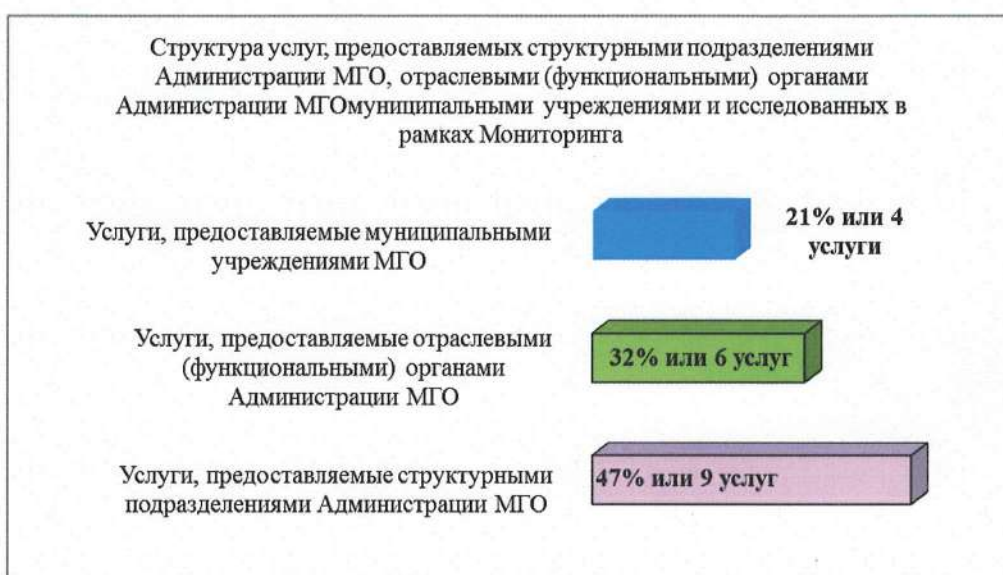 Структура услуг, предоставляемых структурными подразделениями
Администрации МГО, отраслевыми (функциональными) органами
Администрации МГОмуниципальными учреждениями и исследованных в
рамках Мониторинга
Услуги, предоставляемые муниципальными
учреждениями МГО
21% или 4
услуги
Услуги, предоставляемые отраслевыми
(функциональными) органами
Администрации МГО
32% или 6 услуг
Услуги, предоставляемые структурными
подразделениями Администрации МГО
47% или 9 услуг